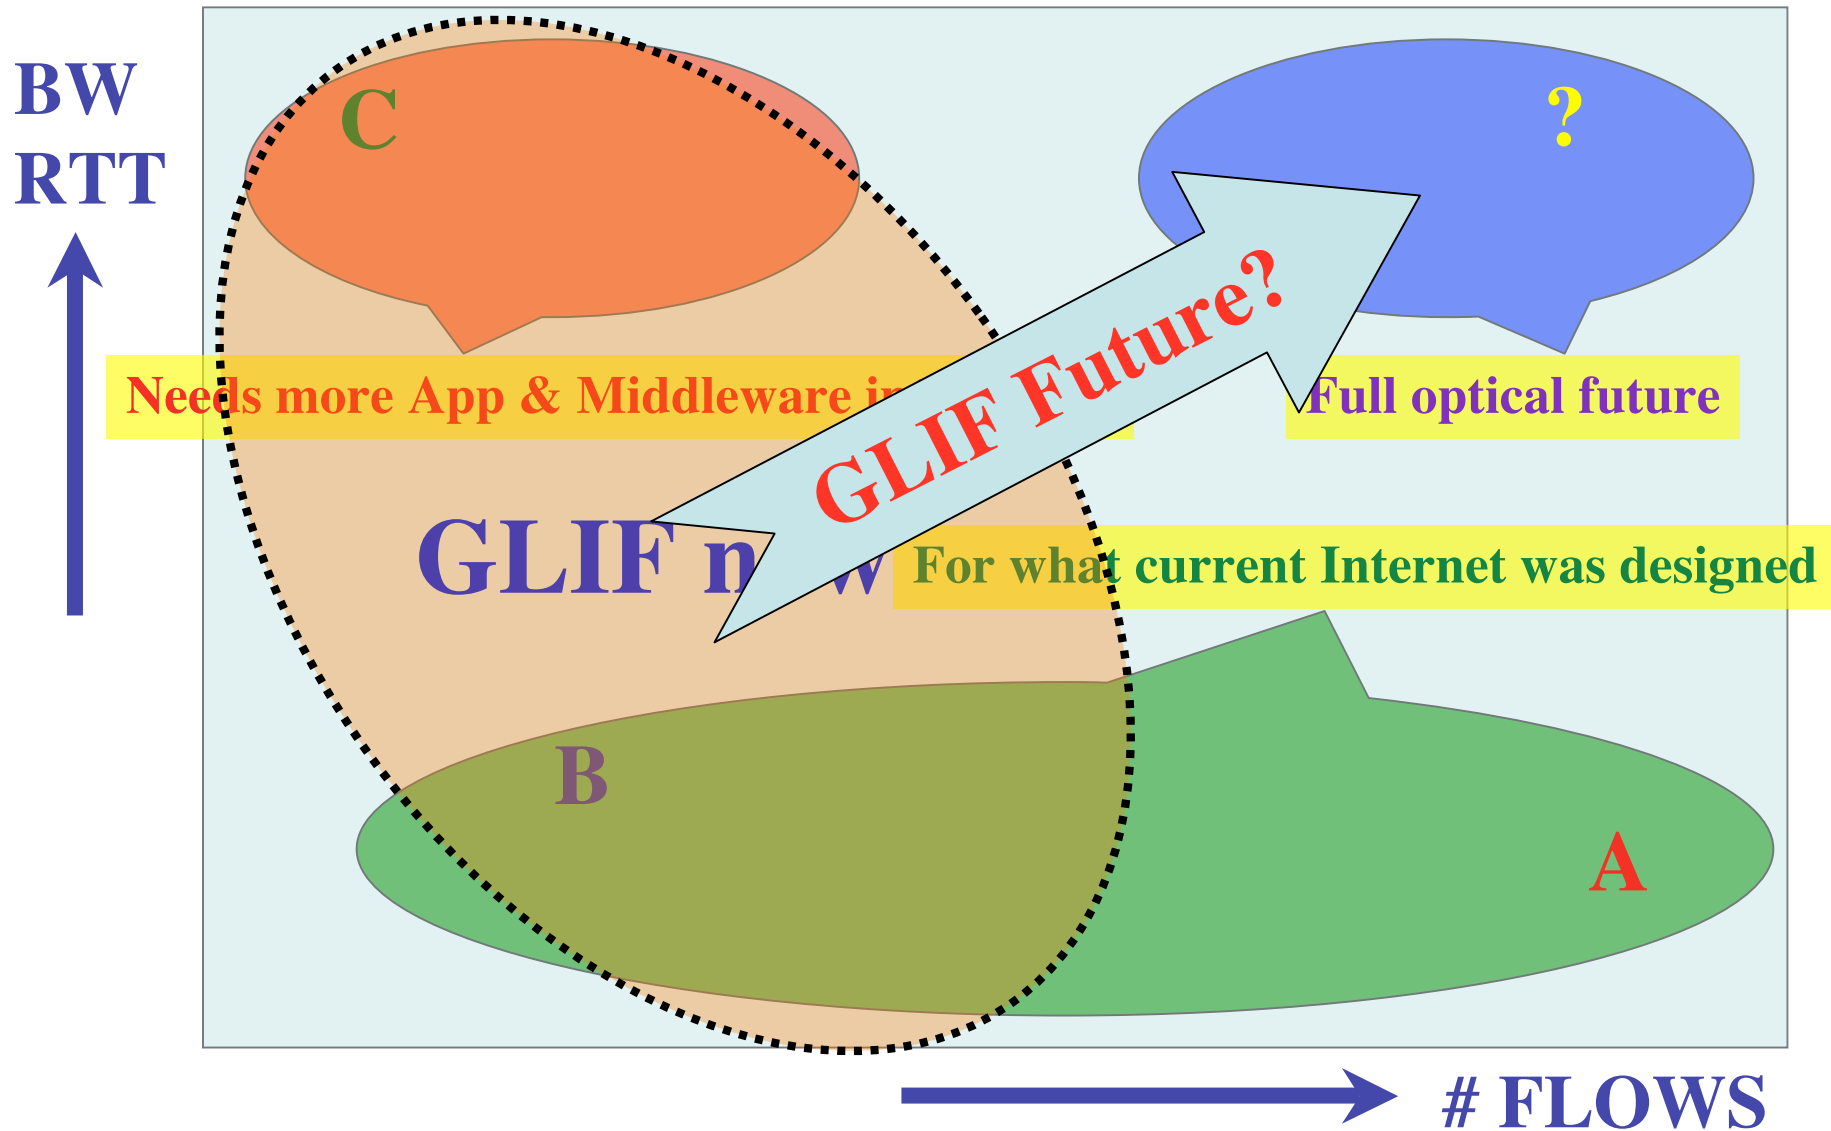 BW
RTT
C
?
Needs more App & Middleware
Full optical future
GLIF Future?
GLIF
For what current Internet was designed
B
A
# FLOWS